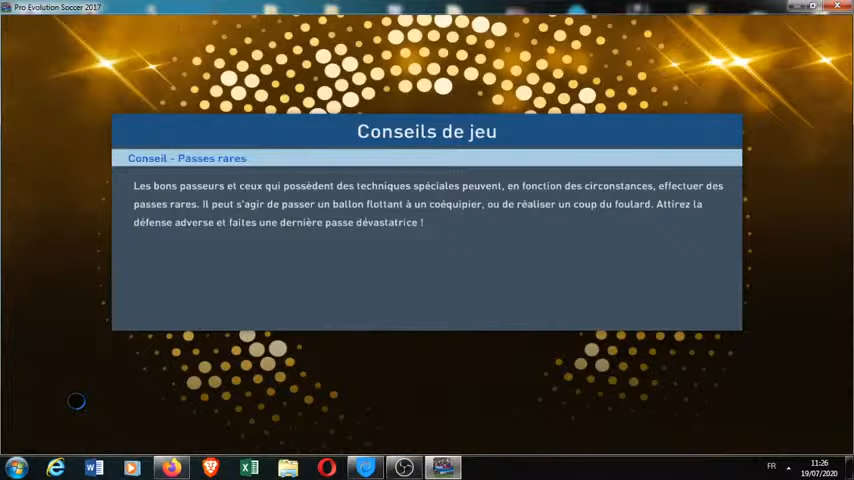 Pro Evolution Soccer 2017
Conseils de jeu
Conseil - Passes rares
Les bons passeurs et ceux qui possèdent des techniques spéciales peuvent, en fonction des circonstances, effectuer des
passes rares. Il peut s'agir de passer un ballon flottant à un coéquipier, ou de réaliser un coup du foulard. Attirez la
défense adverse et faites une dernière passe dévastatrice !
FR
11:26
19/07/2020